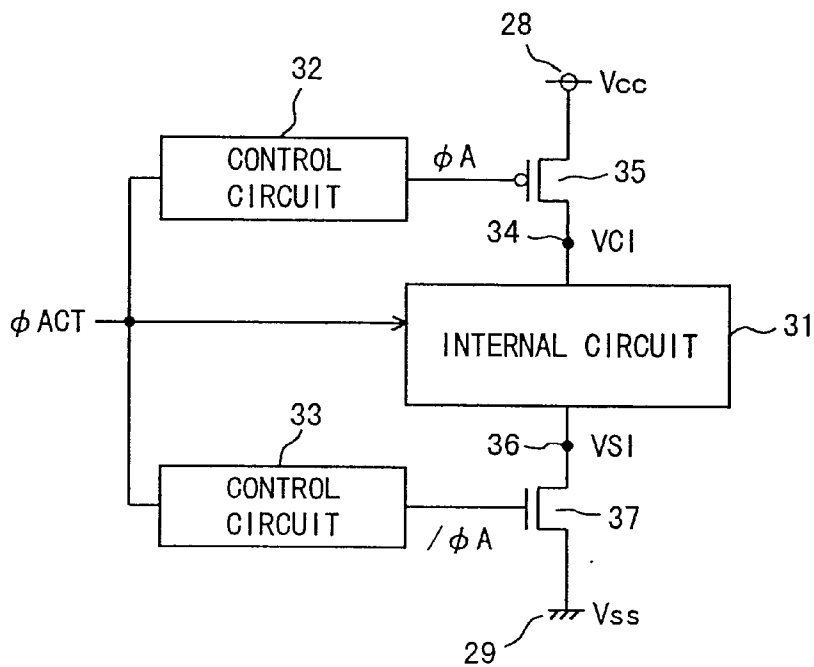 28
Vcc
32
CONTROL
CIRCUIT
φA
35
34
VCI
φACT
INTERNAL CIRCUIT
31
33
36
VSI
CONTROL
CIRCUIT
/φA
37
Vss
29